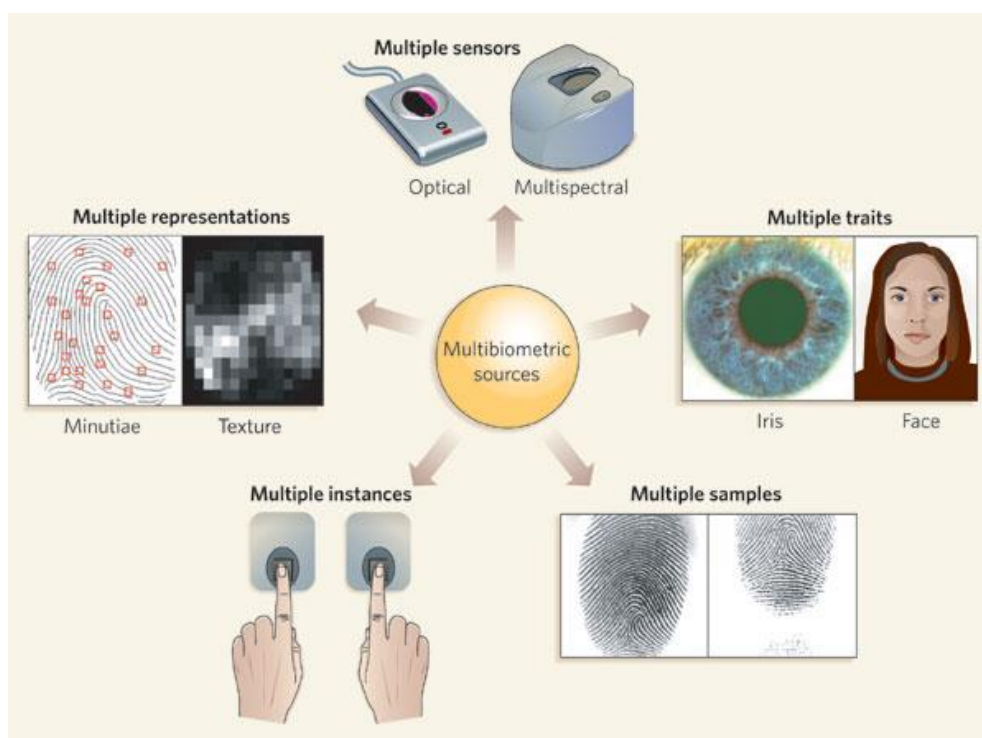 Multiple sensors
Optical
Multispectral
Multiple representations
Multiple traits
Multibiometric
sources
Minutiae
Texture
Iris
Face
Multiple instances
Multiple samples